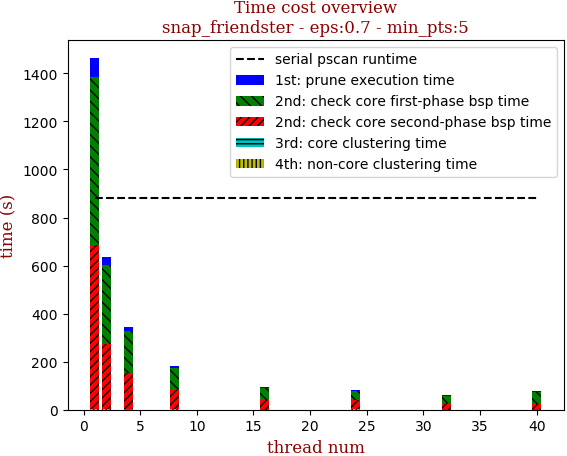 Time cost overview
snap_friendster - eps:0.7 - min_pts:5
serial pscan runtime
1st: prune execution time
2nd: check core first-phase bsp time
2nd: check core second-phase bsp time
3rd: core clustering time
4th: non-core clustering time
time (s)
1400
1200
1000
800
600
400
200
0
0 5 10 15 20 25 30 35 40
thread num